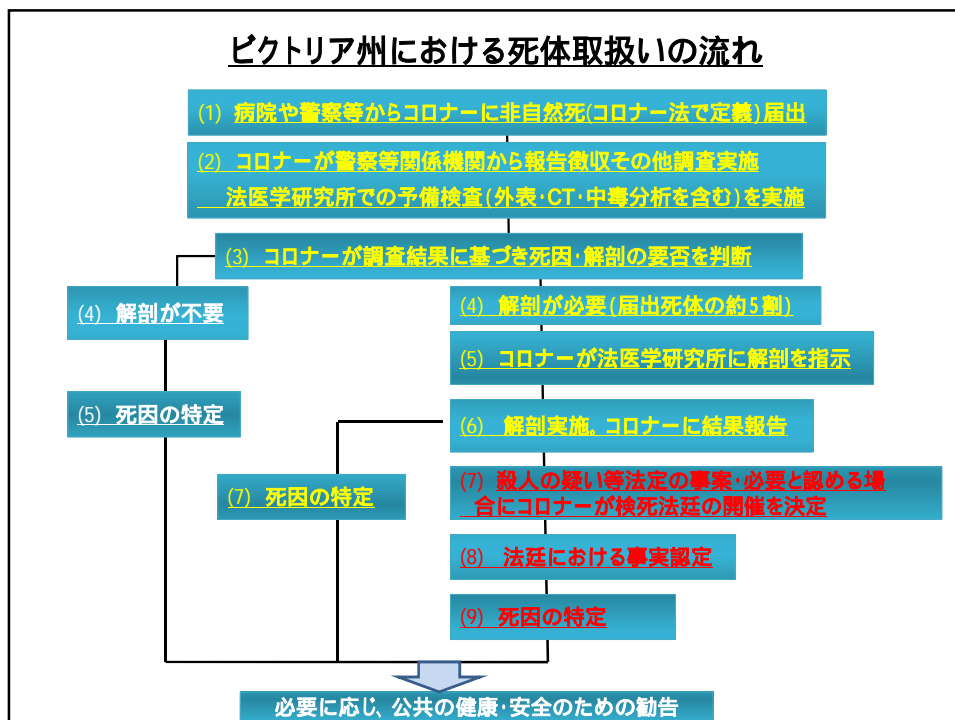 ビクトリア州における死体取扱いの流れ
(1) 病院や警察等からコロナーに非自然死(コロナー法で定義)届出
(2) コロナーが警察等関係機関から報告徴収その他調査実施
法医学研究所での予備検査(外表・CT・中毒分析を含む)を実施
(3) コロナーが調査結果に基づき死因・解剖の要否を判断
(4) 解剖が不要
(4) 解剖が必要(届出死体の約5割)
(5) コロナーが法医学研究所に解剖を指示
(5) 死因の特定
(6) 解剖実施。コロナーに結果報告
(7) 死因の特定
(7) 殺人の疑い等法定の事案・必要と認める場
合にコロナーが検死法廷の開催を決定
(8) 法廷における事実認定
(9) 死因の特定
必要に応じ、公共の健康・安全のための勧告